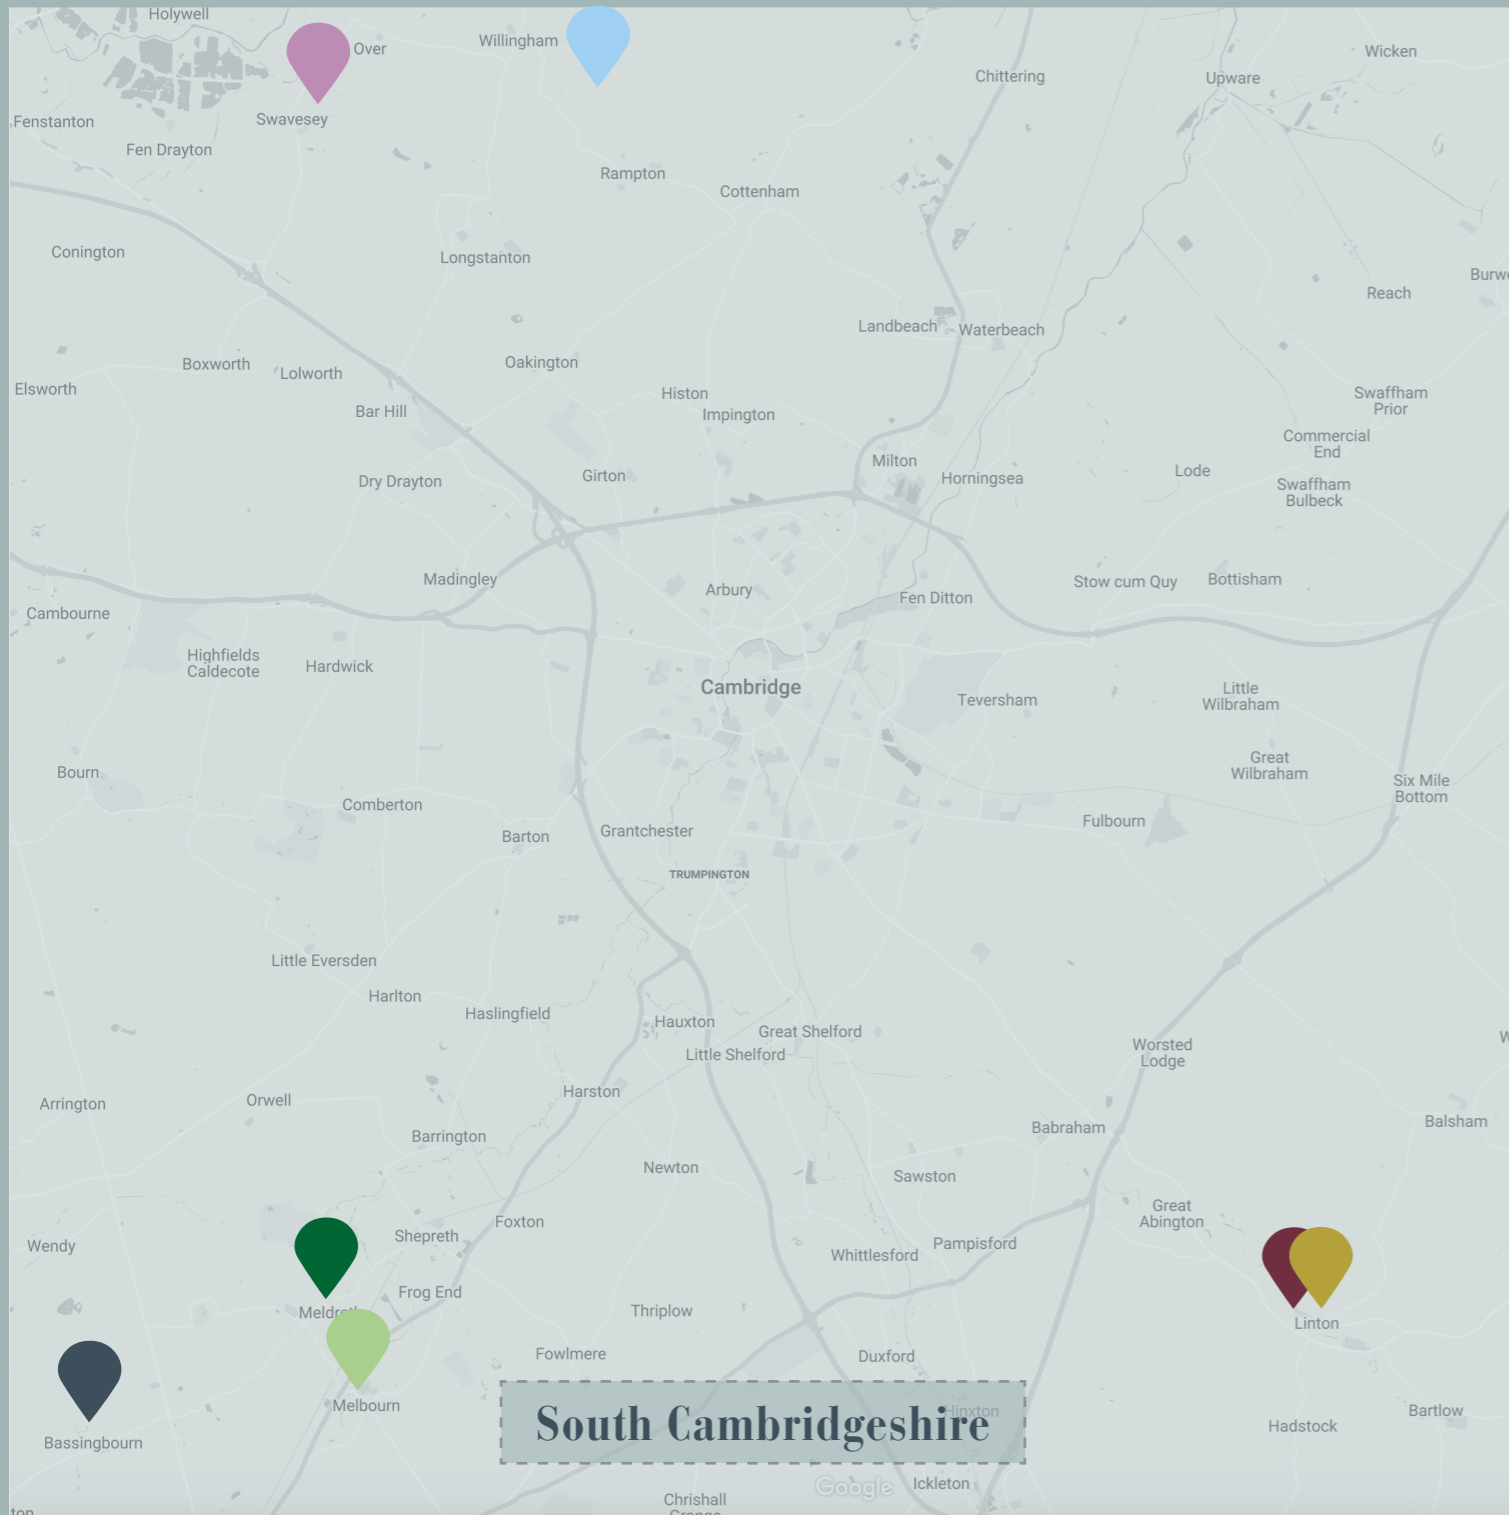 Holywell
Over
Willingham
Wicken
Chittering
Upware
Fenstanton
Swavesey
Fen Drayton
Rampton
Cottenham
Conington
Longstanton
Reach
Landbeach
Waterbeach
Boxworth
Lolworth
Oakington
Elsworth
Histon
Swaffham
Prior
Bar Hill
Impington
Commercial
End
Milton
Girton
Horningsea
Lode
Dry Drayton
Swaffham
Bulbeck
Madingley
Arbury
Stow cum Quy
Bottisham
Fen Ditton
Cambourne
Highfields
Caldecote
Hardwick
Cambridge
Teversham
Little
Wilbraham
Bourn
Great
Wilbraham
Six Mile
Bottom
Comberton
Barton
Grantchester
Fulbourn
TRUMPINGTON
Little Eversden
Harlton
Haslingfield
Hauxton
Great Shelford
Little Shelford
Worsted
Lodge
Arrington
Orwell
Harston
Balsham
Barrington
Babraham
Newton
Sawston
Great
Abington
Wendy
Shepreth
Foxton
Whittlesford
Pampisford
Frog End
Meldr
Thriplow
Linton
Fowlmere
Duxford
Melbourn
Hinxton
South Cambridgeshire
Bartlow
Hadstock
Bassingbourn
Google
Ickleton
Chrishall
ton